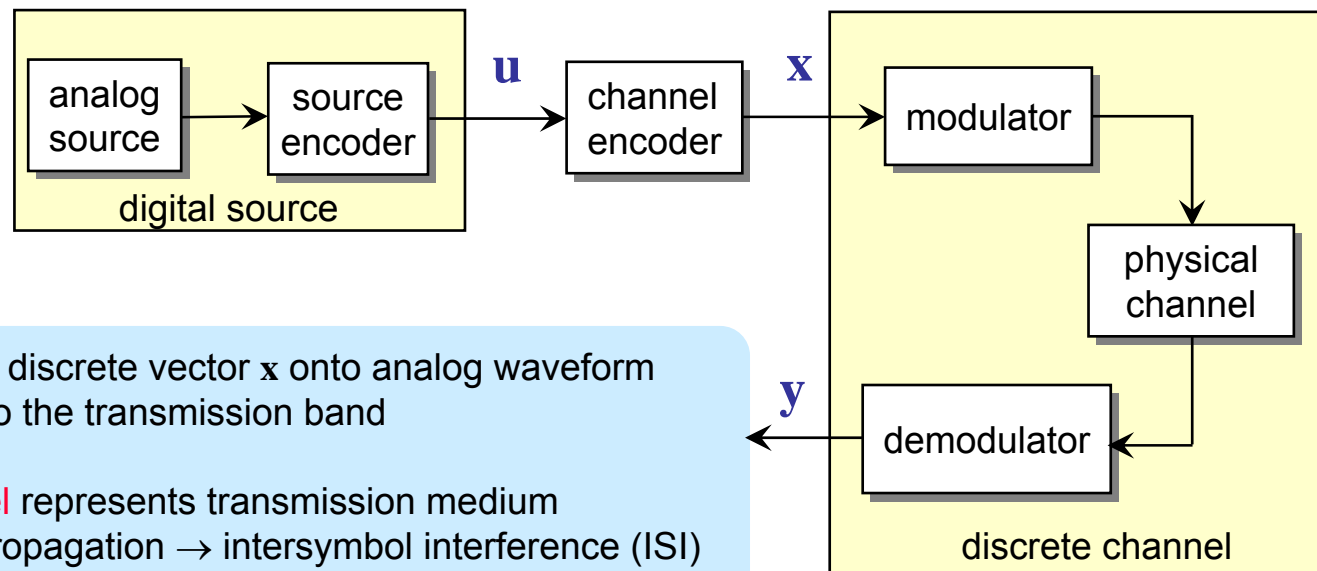 analog
source
source
encoder
digital source
u
channel
encoder
x
modulator
physical
channel
demodulator
discrete channel
y
discrete vector x onto analog waveform
the transmission band
represents transmission medium
→ intersymbol interference (ISI)